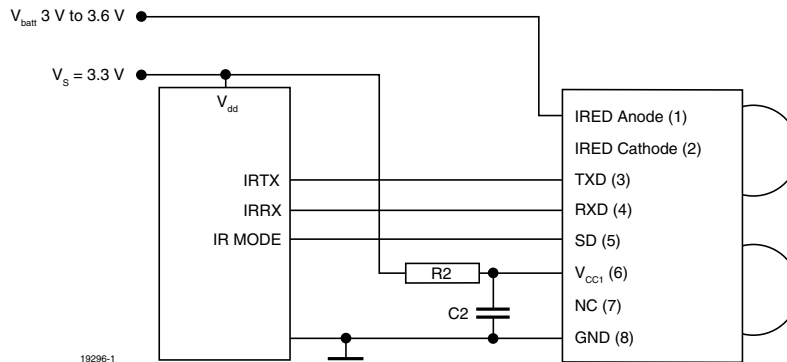 V_batt 3 V to 3.6 V
V_S = 3.3 V
V_dd
IRED Anode (1)
IRED Cathode (2)
IRTX
TXD (3)
IRRX
RXD (4)
IR MODE
SD (5)
R2
V_CC1 (6)
C2
NC (7)
GND (8)
19296-1